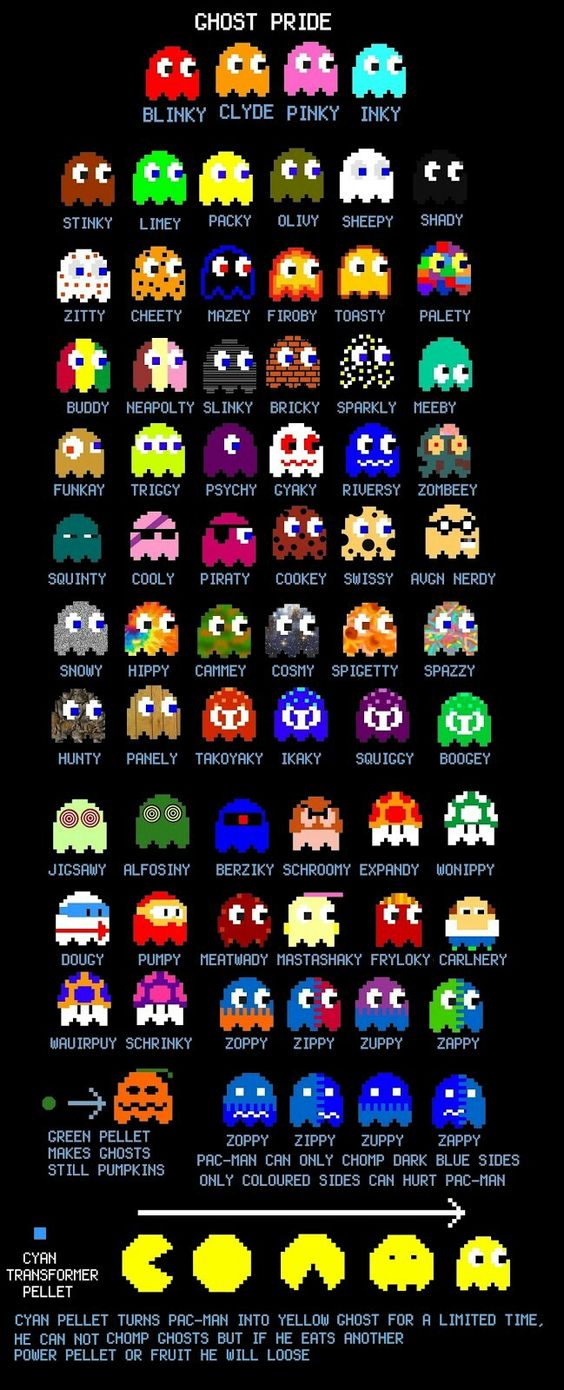 GHOST PRIDE
BLINKY CLYDE PINKY INKY
STINKY LIMEY PACKY OLIVY SHEEPY SHADY
ZITTY CHEETY MAZEY FIROBY TOASTY PALETY
BUDDY NEAPOLTY SLINKY BRICKY SPARKLY MEEBY
FUNKAY TRIGGY PSYCHY GYAKY RIVERSY ZOMBEEY
SQUINTY COOLY PIRATY COOKEY SWISSY AVGN NERDY
SNOWY HIPPY CAMMEY COSMY SPIGETTY SPAZZY
HUNTY PANELY TAKOYAKY IKAKY SQUIGGY BOOGEY
JIGSAWY ALFOSINY BERZIKY SCHROOMY EXPANDY WONIPPY
DOUGY PUMPY MEATWADY MASTASHAKY FRYLOKY CARLNERY
WAUIRPUY SCHRINKY ZOPPY ZIPPY ZUPPY ZAPPY
GREEN PELLET
MAKES GHOSTS
STILL PUMPKINS
ZOPPY ZIPPY ZUPPY ZAPPY
PAC-MAN CAN ONLY CHOMP DARK BLUE SIDES
ONLY COLOURED SIDES CAN HURT PAC-MAN
CYAN
TRANSFORMER
PELLET
CYAN PELLET TURNS PAC-MAN INTO YELLOW GHOST FOR A LIMITED TIME,
HE CAN NOT CHOMP GHOSTS BUT IF HE EATS ANOTHER
POWER PELLET OR FRUIT HE WILL LOOSE